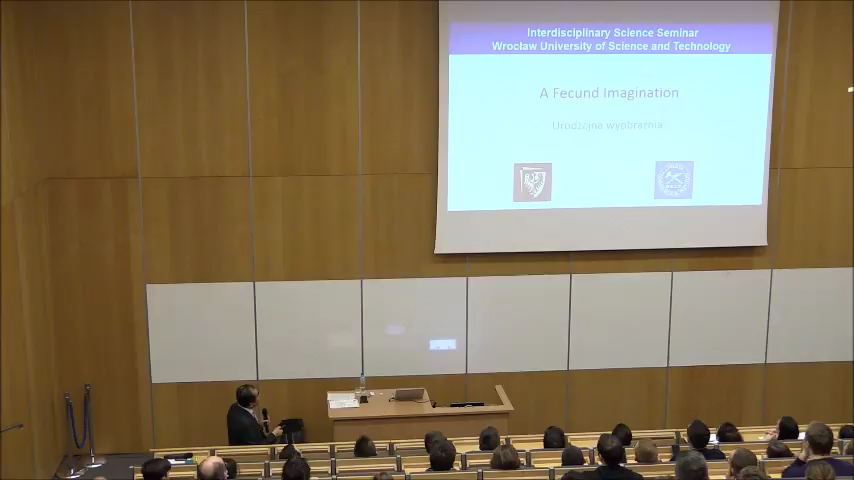 Interdisciplinary Science Seminar
Wrocław University of Science and Technology
A Fecund Imagination
Urodzajna wyobraźnia